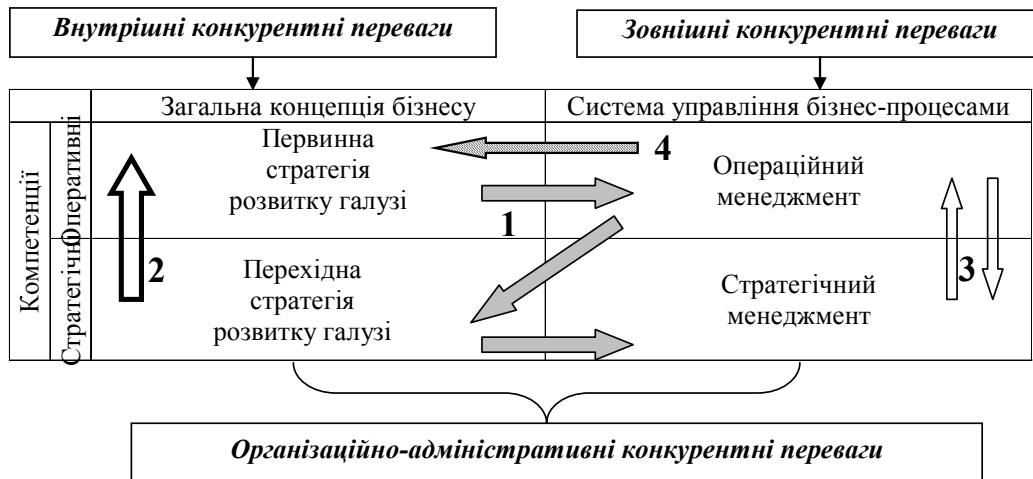 Внутрішні конкурентні переваги
Зовнішні конкурентні переваги
Загальна концепція бізнесу
Система управління бізнес-процесами
Компетенції
Оперативні
Первинна
стратегія
розвитку галузі
4
Операційний
менеджмент
1
2
Стратегічні
Перехідна
стратегія
розвитку галузі
Стратегічний
менеджмент
3
Організаційно-адміністративні конкурентні переваги